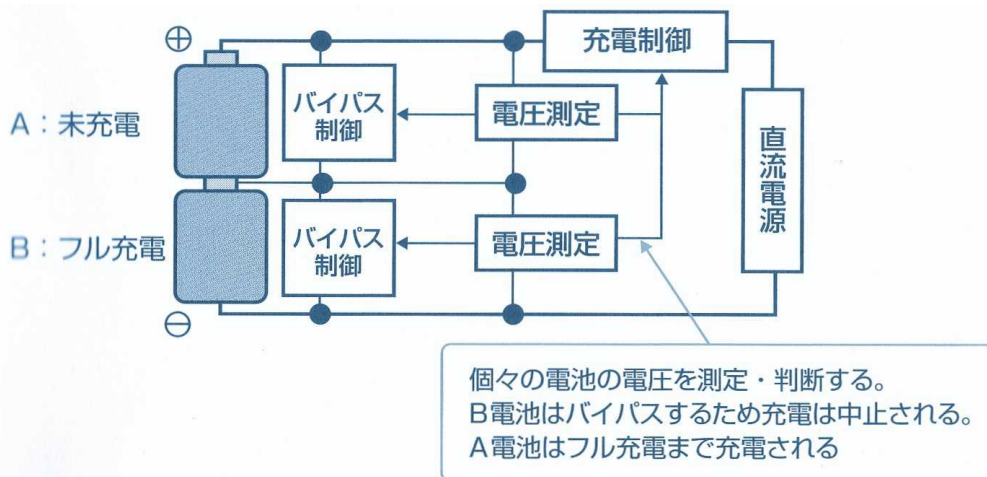 ⊕
充電制御
A：未充電
バイパス
制御
電圧測定
直流電源
B：フル充電
バイパス
制御
電圧測定
⊖
個々の電池の電圧を測定・判断する。
B電池はバイパスするため充電は中止される。
A電池はフル充電まで充電される